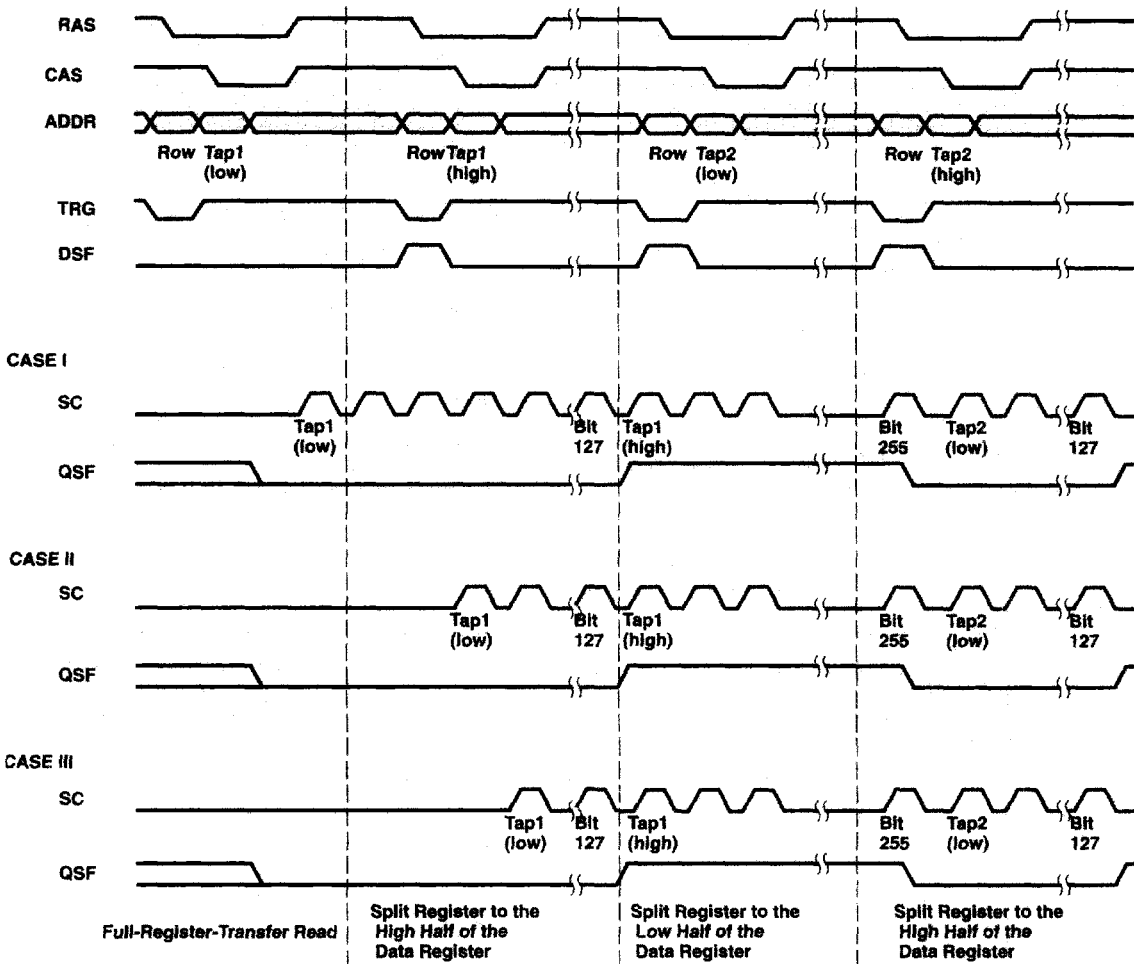 RAS
CAS
ADDR
Row Tap1 Row Tap1 Row Tap2 Row Tap2
(low) (high) (low) (high)
TRG
DSF
CASE I
SC
Tap1 Bit Tap1 Bit Tap2 Bit
(low) 127 (high) 255 (low) 127
QSF
CASE II
SC
Tap1 Bit Tap1 Bit Tap2 Bit
(low) 127 (high) 255 (low) 127
QSF
CASE III
SC
Tap1 Bit Tap1 Bit Tap2 Bit
(low) 127 (high) 255 (low) 127
QSF
Full-Register-Transfer Read
Split Register to the
High Half of the
Data Register
Split Register to the
Low Half of the
Data Register
Split Register to the
High Half of the
Data Register